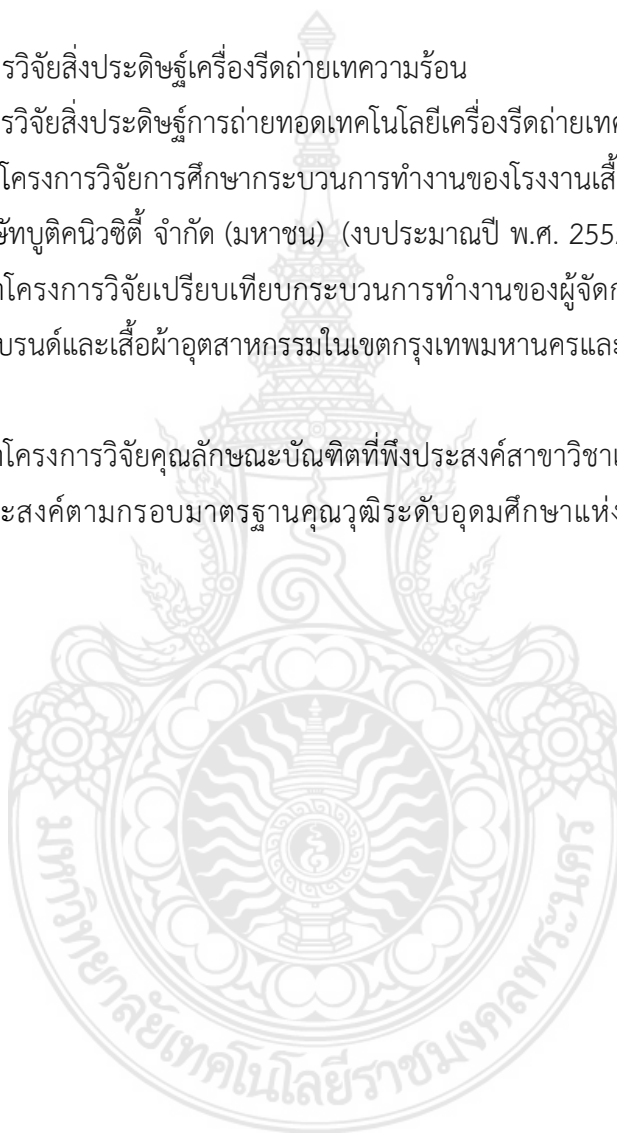 รวิจัยสิ่งประดิษฐ์เครื่องรีดถ่ายเทความร้อน
รวิจัยสิ่งประดิษฐ์การถ่ายทอดเทคโนโลยีเครื่องรีดถ่ายเท
โครงการวิจัยการศึกษากระบวนการทำงานของโรงงานเสื้
ษัทบูติคนิวซิตี้ จำกัด (มหาชน) (งบประมาณปี พ.ศ. 255
โครงการวิจัยเปรียบเทียบกระบวนการทำงานของผู้จัด
บรนด์และเสื้อผ้าอุตสาหกรรมในเขตกรุงเทพมหานครและ
โครงการวิจัยคุณลักษณะบัณฑิตที่พึงประสงค์สาขาวิชา
ะสงค์ตามกรอบมาตรฐานคุณวุฒิระดับอุดมศึกษาแห่ง
มหาวิทยาลัยเทคโนโลยีราชมงคลพระนคร